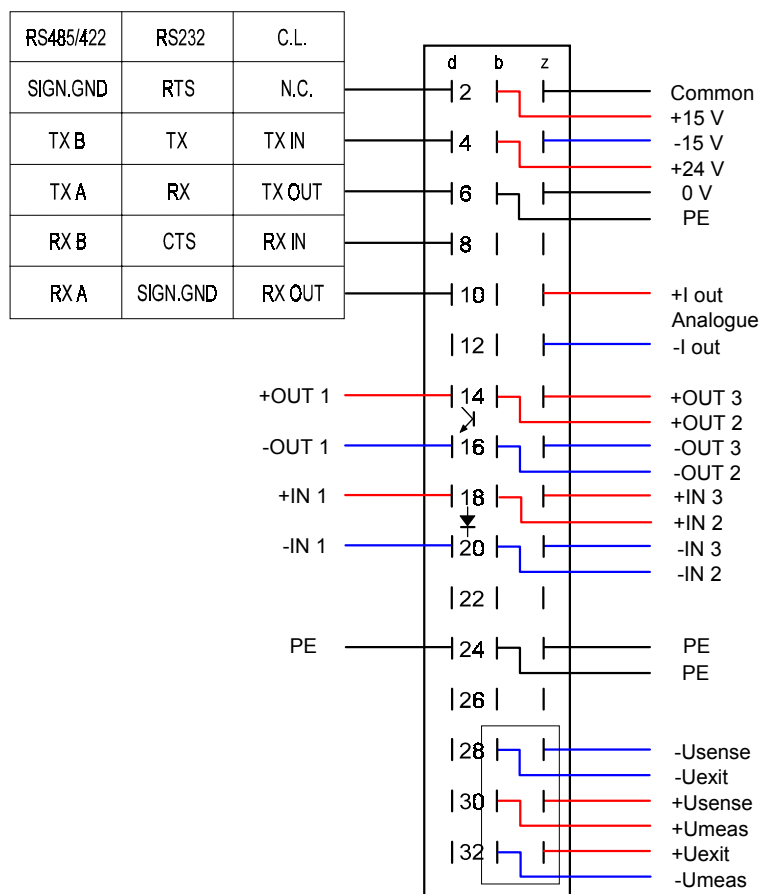 RS485/422 RS232 C.L.
d b z
SIGN.GND RTS N.C. 2 Common
+15 V
TX B TX TX IN 4 -15 V
+24 V
TX A RX TX OUT 6 0 V
PE
RX B CTS RX IN 8
RX A SIGN.GND RX OUT 10 +I out
Analogue
12 -I out
+OUT 1 14 +OUT 3
+OUT 2
-OUT 1 16 -OUT 3
-OUT 2
+IN 1 18 +IN 3
+IN 2
-IN 1 20 -IN 3
-IN 2
22
PE 24 PE
PE
26
28 -Usense
-Uexit
30 +Usense
+Umeas
32 +Uexit
-Umeas